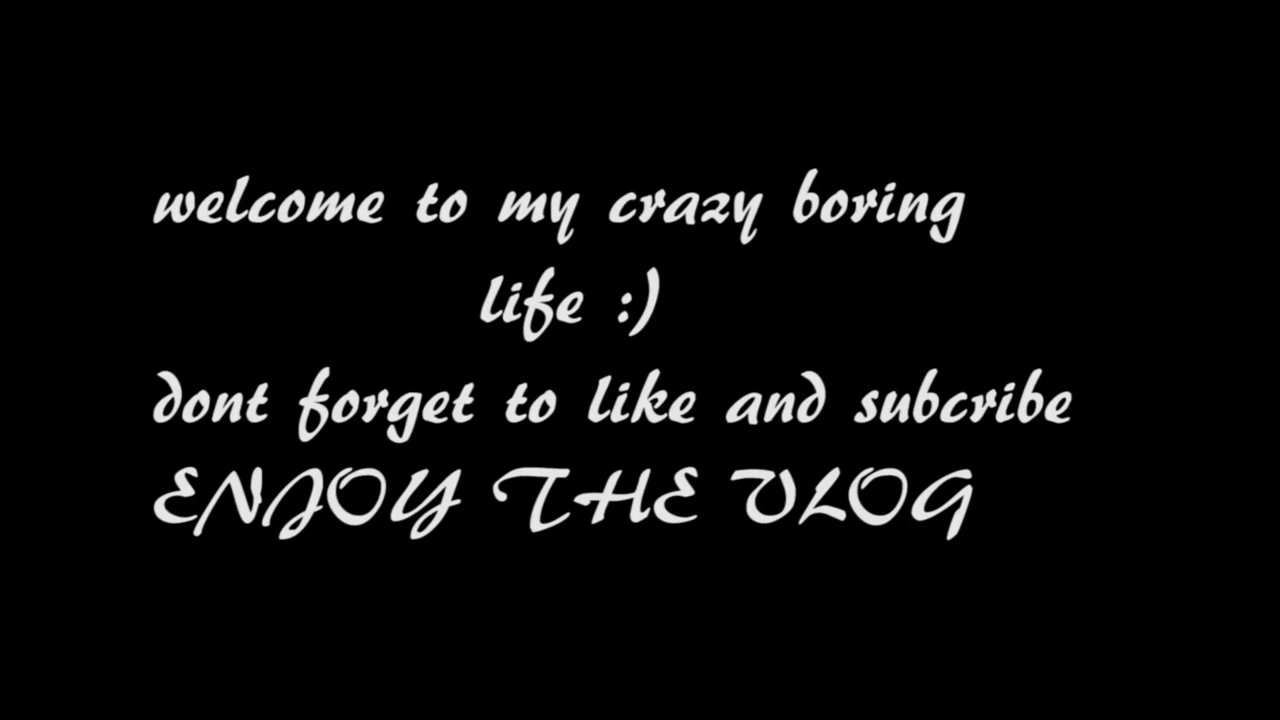 welcome to my crazy boring
life :)
dont forget to like and subcribe
ENJOY THE VLOG